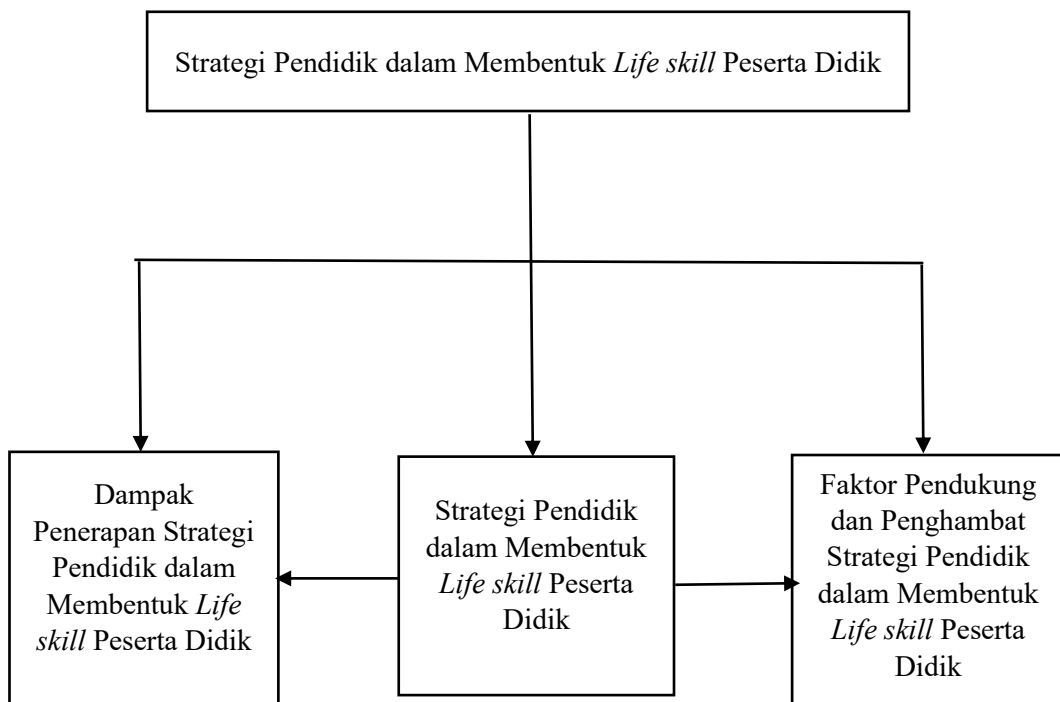 Strategi Pendidik dalam Membentuk Life skill Peserta Didik
Dampak
Penerapan Strategi
Pendidik dalam
Membentuk Life
skill Peserta Didik
Strategi Pendidik
dalam Membentuk
Life skill Peserta
Didik
Faktor Pendukung
dan Penghambat
Strategi Pendidik
dalam Membentuk
Life skill Peserta
Didik